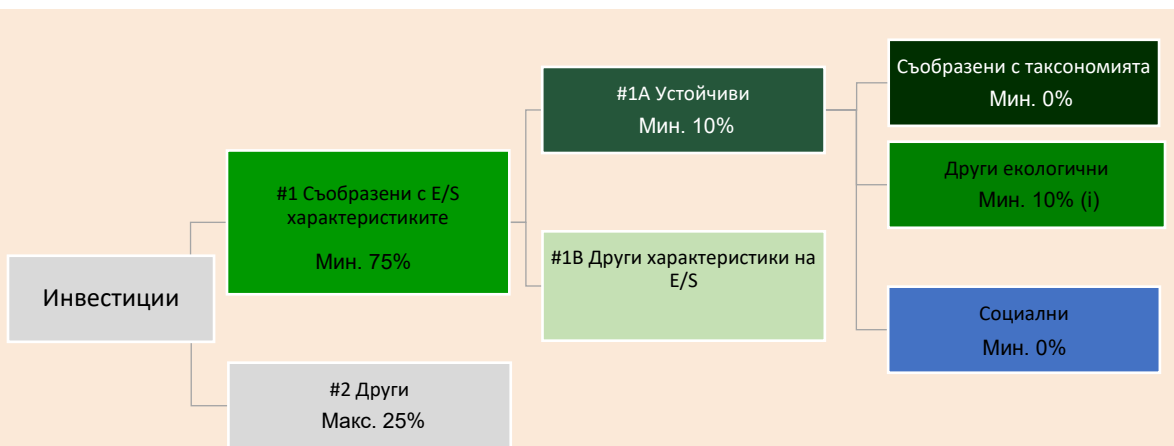 Инвестиции
#1 Съобразени с E/S
характеристиките
Мин. 75%
#2 Други
Макс. 25%
#1A Устойчиви
Мин. 10%
#1B Други характеристики на
E/S
Съобразени с таксономията
Мин. 0%
Други екологични
Мин. 10% (i)
Социални
Мин. 0%